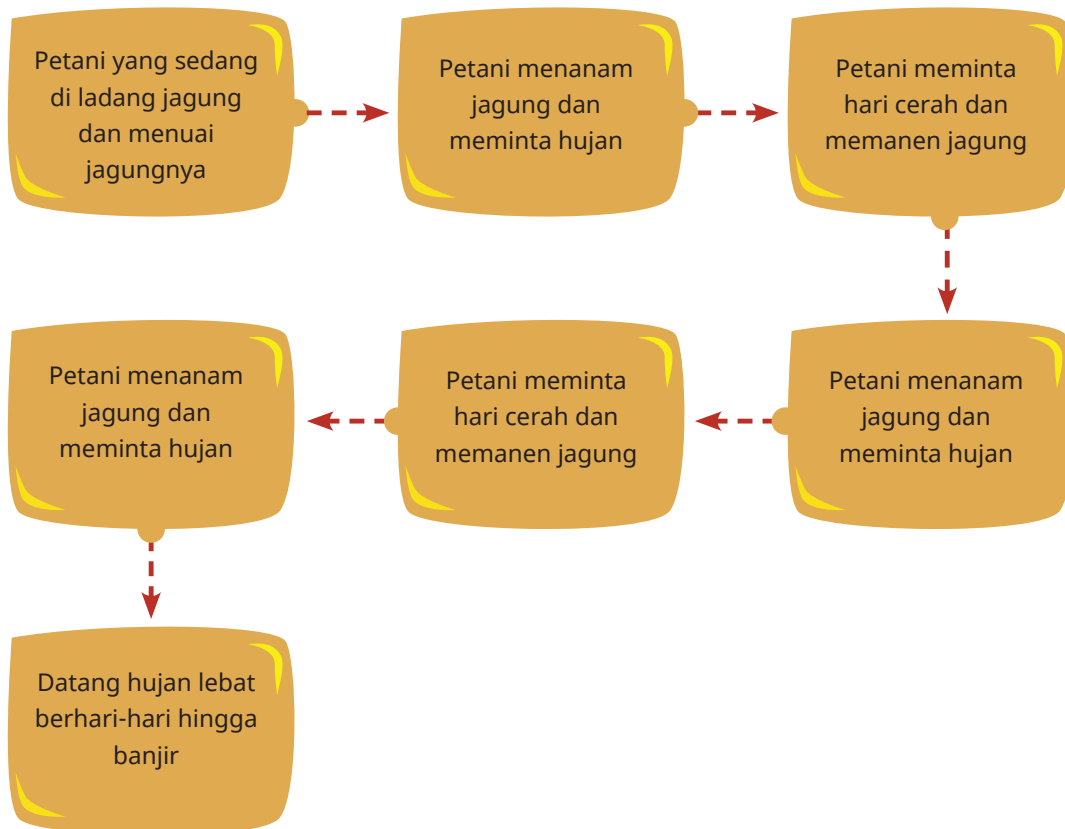 Petani yang sedang
di ladang jagung
dan menuai
jagungnya
Petani menanam
jagung dan
meminta hujan
Petani meminta
hari cerah dan
memanen jagung
Petani menanam
jagung dan
meminta hujan
Petani meminta
hari cerah dan
memanen jagung
Petani menanam
jagung dan
meminta hujan
Datang hujan lebat
berhari-hari hingga
banjir